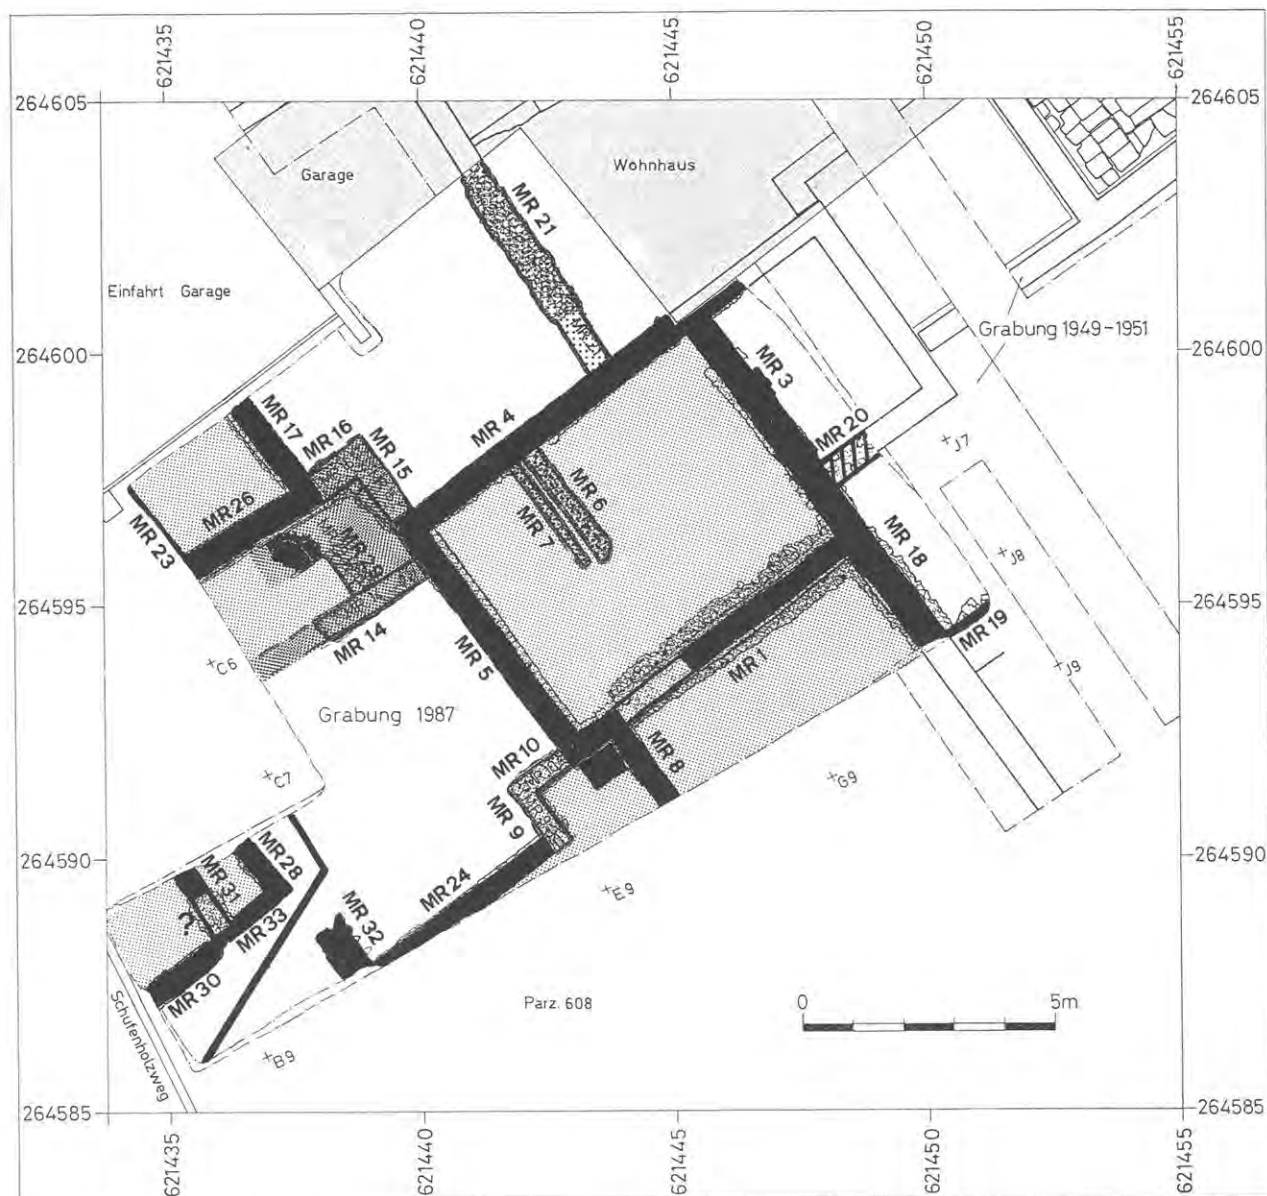 621435
621440
621445
621450
621455
264605
264605
Garage
Wohnhaus
MR 21
MR 21
Einfahrt Garage
Grabung 1949-1951
264600
264600
MR 3
MR 17
MR 4
MR 16
MR 15
MR 20
J7
MR 6
MR 7
MR 26
MR 23
MR 18
J8
264595
264595
MR 14
MR 19
C6
MR 5
MR 1
J9
Grabung 1987
MR 10
MR 8
C7
G9
MR 9
264590
264590
MR 28
MR 31
MR 24
E9
?
MR 33
MR 32
MR 30
Parz. 608
0
5m
Schufenholzweg
B9
264585
264585
621435
621440
621445
621450
621455